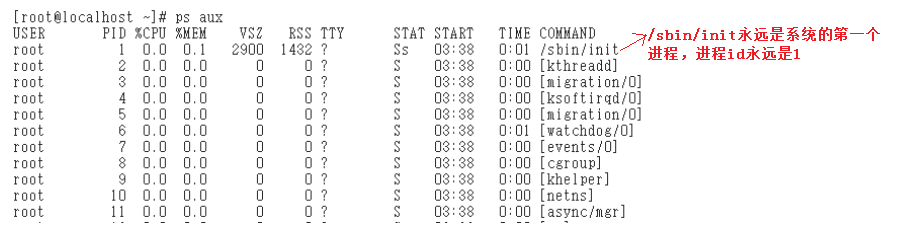 [root@localhost ~]# ps aux
USER PID %CPU %MEM VSZ RSS TTY STAT START TIME COMMAND
root 1 0.0 0.1 2900 1432 ? Ss 03:38 0:01 /sbin/init
/sbin/init永远是系统的第一个
进程，进程id永远是1
root 2 0.0 0.0 0 0 ? S 03:38 0:00 [kthreadd]
root 3 0.0 0.0 0 0 ? S 03:38 0:00 [migration/0]
root 4 0.0 0.0 0 0 ? S 03:38 0:00 [ksoftirqd/0]
root 5 0.0 0.0 0 0 ? S 03:38 0:00 [migration/0]
root 6 0.0 0.0 0 0 ? S 03:38 0:01 [watchdog/0]
root 7 0.0 0.0 0 0 ? S 03:38 0:00 [events/0]
root 8 0.0 0.0 0 0 ? S 03:38 0:00 [cgroup]
root 9 0.0 0.0 0 0 ? S 03:38 0:00 [khelper]
root 10 0.0 0.0 0 0 ? S 03:38 0:00 [netns]
root 11 0.0 0.0 0 0 ? S 03:38 0:00 [async/mgr]